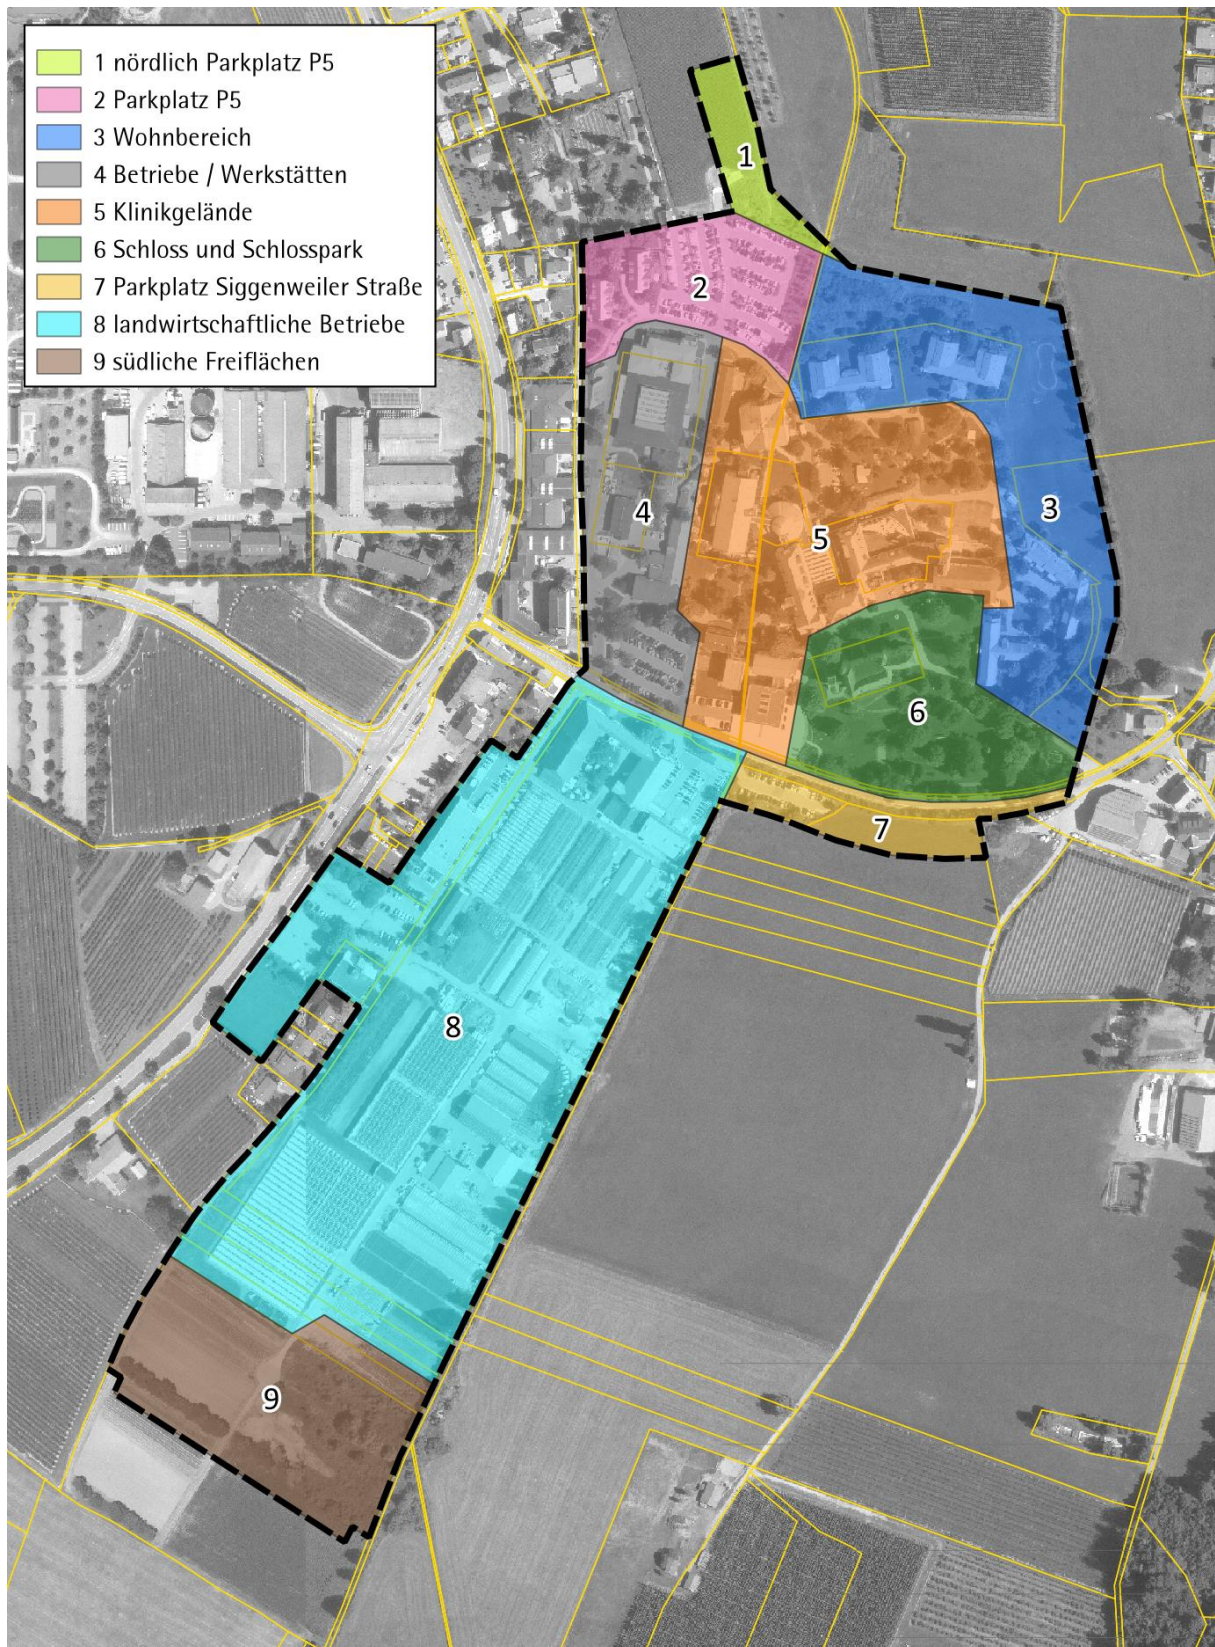 1 nördlich Parkplatz P5
2 Parkplatz P5
3 Wohnbereich
4 Betriebe / Werkstätten
5 Klinikgelände
6 Schloss und Schlosspark
7 Parkplatz Siggenweiler Straße
8 landwirtschaftliche Betriebe
9 südliche Freiflächen
1
2
3
4
5
6
7
8
9